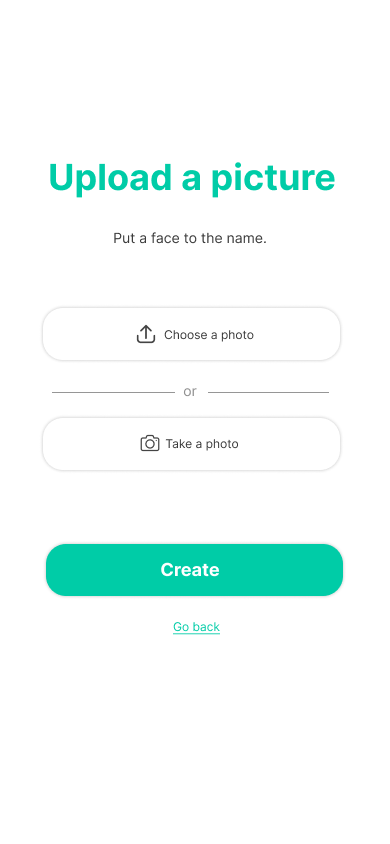 Upload a picture
Put a face to the name.
Choose a photo
or
Take a photo
Create
Go back